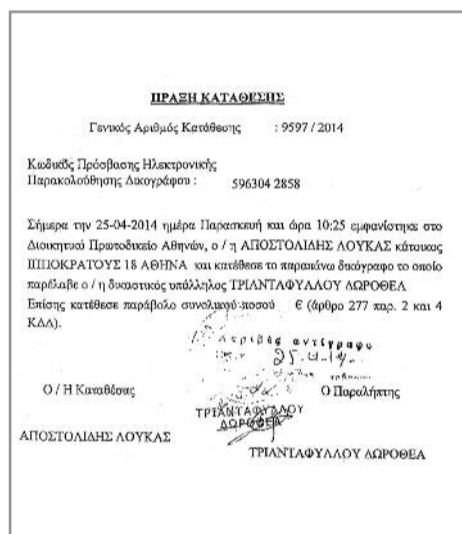 ΠΡΑΞΗ ΚΑΤΑΘΕΣΗΣ
Γενικός Αριθμός Κατάθεσης : 9597 / 2014
Κωδικός Πρόσβασης Ηλεκτρονικής
Παρακολούθησης Δικογράφου : 596304 2858
Σήμερα την 25-04-2014 ημέρα Παρασκευή και ώρα 10:25 εμφανίστηκε στο
Διοικητικό Πρωτοδικείο Αθηνών, ο / η ΑΠΟΣΤΟΛΙΔΗΣ ΛΟΥΚΑΣ κάτοικος
ΙΠΠΟΚΡΑΤΟΥΣ 18 ΑΘΗΝΑ και κατέθεσε το παραπάνω δικόγραφο το οποίο
παρέλαβε ο / η δικαστικός υπάλληλος ΤΡΙΑΝΤΑΦΥΛΛΟΥ ΔΩΡΟΘΕΑ
Επίσης κατέθεσε παράβολο συνολικού ποσού € (άρθρο 277 παρ. 2 και 4
ΚΔΔ).
ακριβές αντίγραφο
25.4.14
Ο / Η Καταθέσας Ο Παραλήπτης
ΤΡΙΑΝΤΑΦΥΛΛΟΥ
ΔΩΡΟΘΕΑ
ΑΠΟΣΤΟΛΙΔΗΣ ΛΟΥΚΑΣ
ΤΡΙΑΝΤΑΦΥΛΛΟΥ ΔΩΡΟΘΕΑ